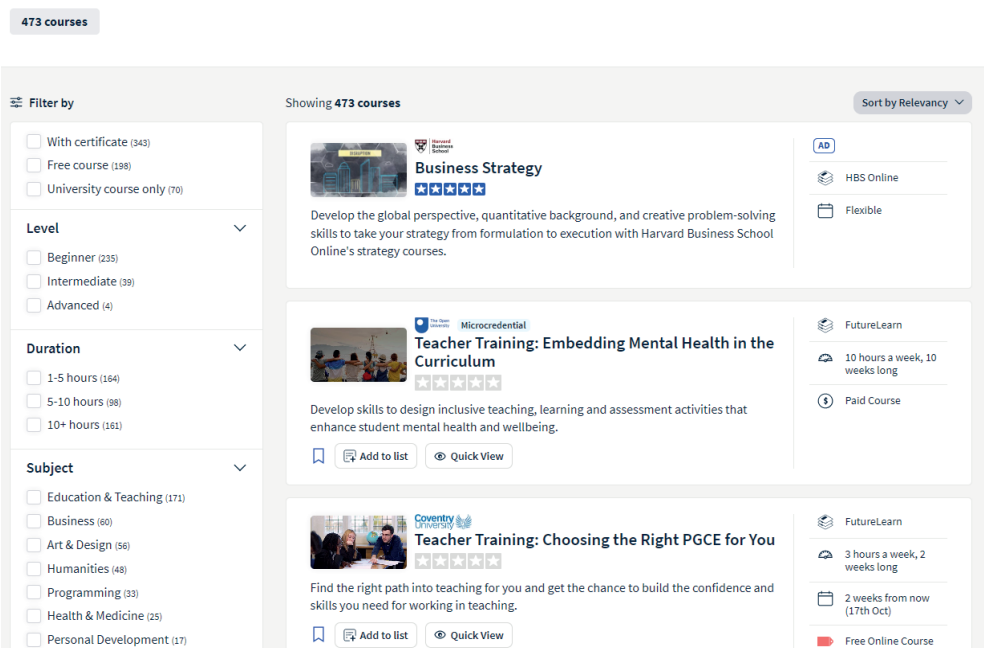 473 courses
Filter by
Showing 473 courses
Sort by Relevancy
With certificate (343)
Free course (198)
University course only (70)
Level
Beginner (235)
Intermediate (39)
Advanced (4)
Duration
1-5 hours (164)
5-10 hours (98)
10+ hours (161)
Subject
Education & Teaching (171)
Business (60)
Art & Design (56)
Humanities (48)
Programming (33)
Health & Medicine (25)
Personal Development (17)
DISRUPTION
Harvard
Business
School
Business Strategy
Develop the global perspective, quantitative background, and creative problem-solving
skills to take your strategy from formulation to execution with Harvard Business School
Online's strategy courses.
AD
HBS Online
Flexible
The Open
University
Microcredential
Teacher Training: Embedding Mental Health in the
Curriculum
Develop skills to design inclusive teaching, learning and assessment activities that
enhance student mental health and wellbeing.
Add to list
Quick View
FutureLearn
10 hours a week, 10
weeks long
Paid Course
Coventry
University
Teacher Training: Choosing the Right PGCE for You
Find the right path into teaching for you and get the chance to build the confidence and
skills you need for working in teaching.
Add to list
Quick View
FutureLearn
3 hours a week, 2
weeks long
2 weeks from now
(17th Oct)
Free Online Course